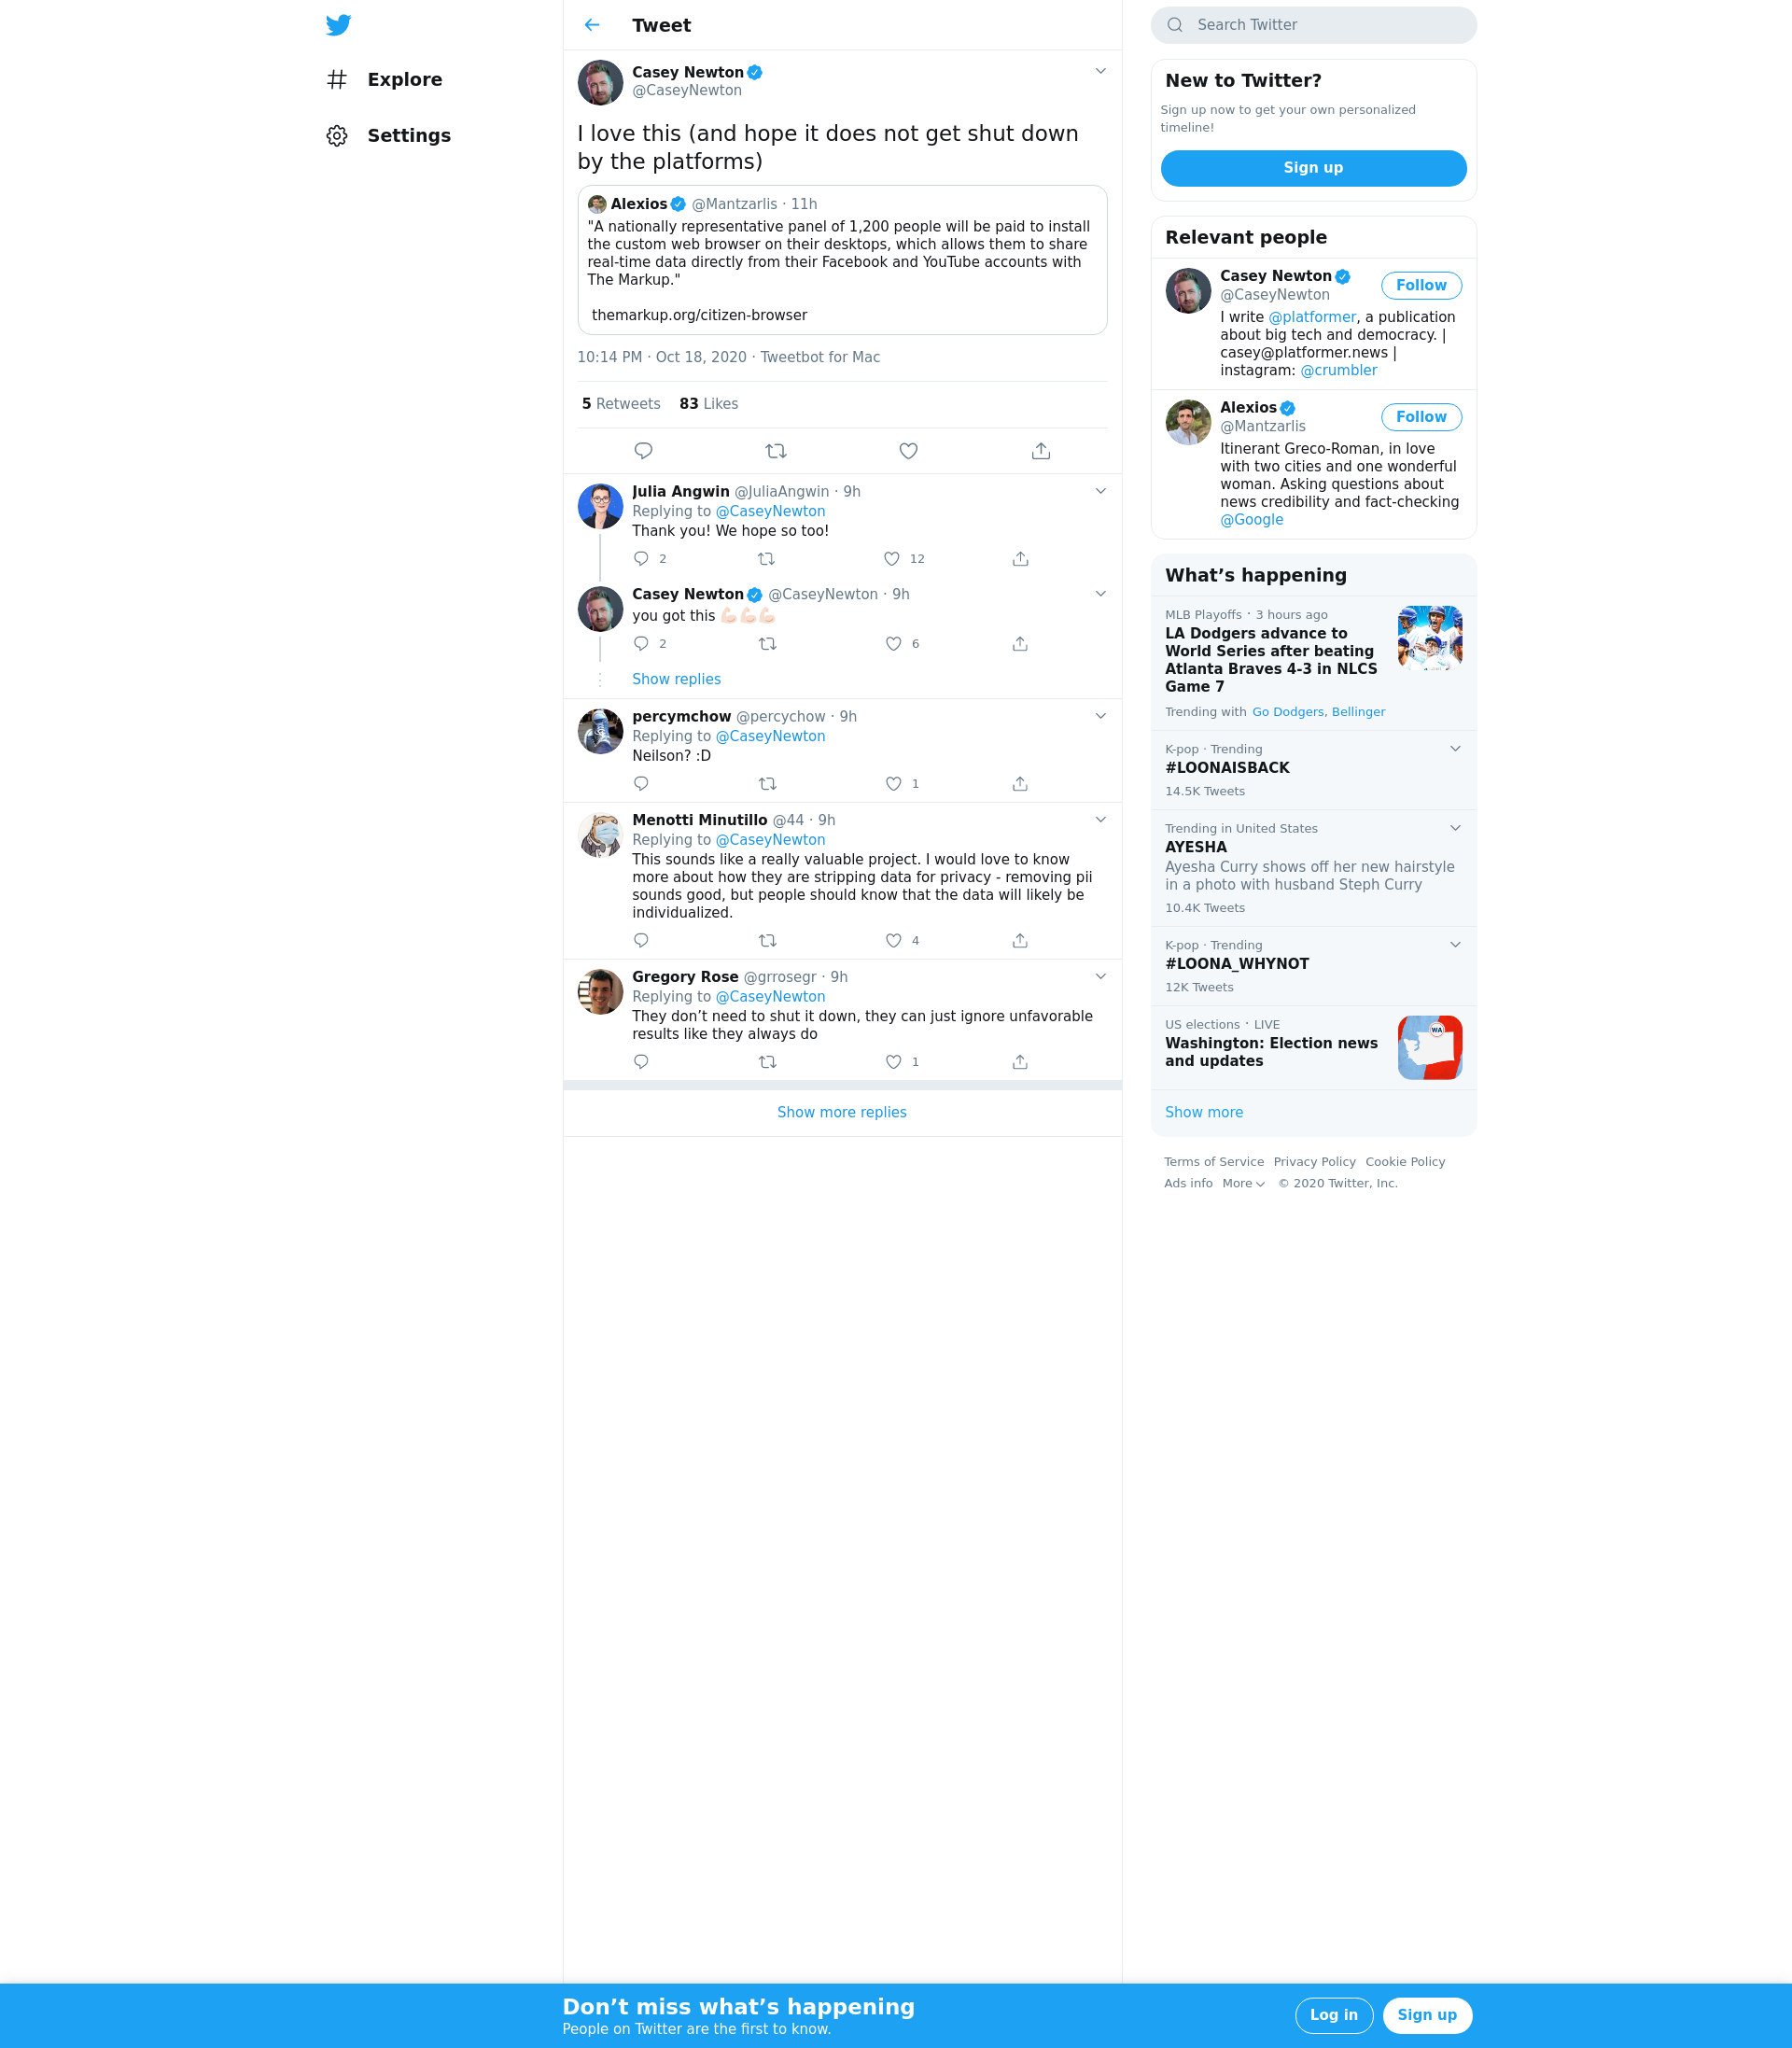 Explore
Settings
Tweet
Casey Newton
@CaseyNewton
I love this (and hope it does not get shut down
by the platforms)
Alexios @Mantzarlis · 11h
"A nationally representative panel of 1,200 people will be paid to install
the custom web browser on their desktops, which allows them to share
real-time data directly from their Facebook and YouTube accounts with
The Markup."
themarkup.org/citizen-browser
10:14 PM · Oct 18, 2020 · Tweetbot for Mac
5 Retweets 83 Likes
Julia Angwin @JuliaAngwin · 9h
Replying to @CaseyNewton
Thank you! We hope so too!
2 12
Casey Newton @CaseyNewton · 9h
you got this 💪🏻💪🏻💪🏻
2 6
Show replies
percymchow @percychow · 9h
Replying to @CaseyNewton
Neilson? :D
1
Menotti Minutillo @44 · 9h
Replying to @CaseyNewton
This sounds like a really valuable project. I would love to know
more about how they are stripping data for privacy - removing pii
sounds good, but people should know that the data will likely be
individualized.
4
Gregory Rose @grrosegr · 9h
Replying to @CaseyNewton
They don’t need to shut it down, they can just ignore unfavorable
results like they always do
1
Show more replies
Search Twitter
New to Twitter?
Sign up now to get your own personalized
timeline!
Sign up
Relevant people
Casey Newton
@CaseyNewton
Follow
I write @platformer, a publication
about big tech and democracy. |
casey@platformer.news |
instagram: @crumbler
Alexios
@Mantzarlis
Follow
Itinerant Greco-Roman, in love
with two cities and one wonderful
woman. Asking questions about
news credibility and fact-checking
@Google
What’s happening
MLB Playoffs · 3 hours ago
LA Dodgers advance to
World Series after beating
Atlanta Braves 4-3 in NLCS
Game 7
Trending with Go Dodgers, Bellinger
K-pop · Trending
#LOONAISBACK
14.5K Tweets
Trending in United States
AYESHA
Ayesha Curry shows off her new hairstyle
in a photo with husband Steph Curry
10.4K Tweets
K-pop · Trending
#LOONA_WHYNOT
12K Tweets
US elections · LIVE
Washington: Election news
and updates
WA
Show more
Terms of Service Privacy Policy Cookie Policy
Ads info More © 2020 Twitter, Inc.
Don’t miss what’s happening
People on Twitter are the first to know.
Log in
Sign up